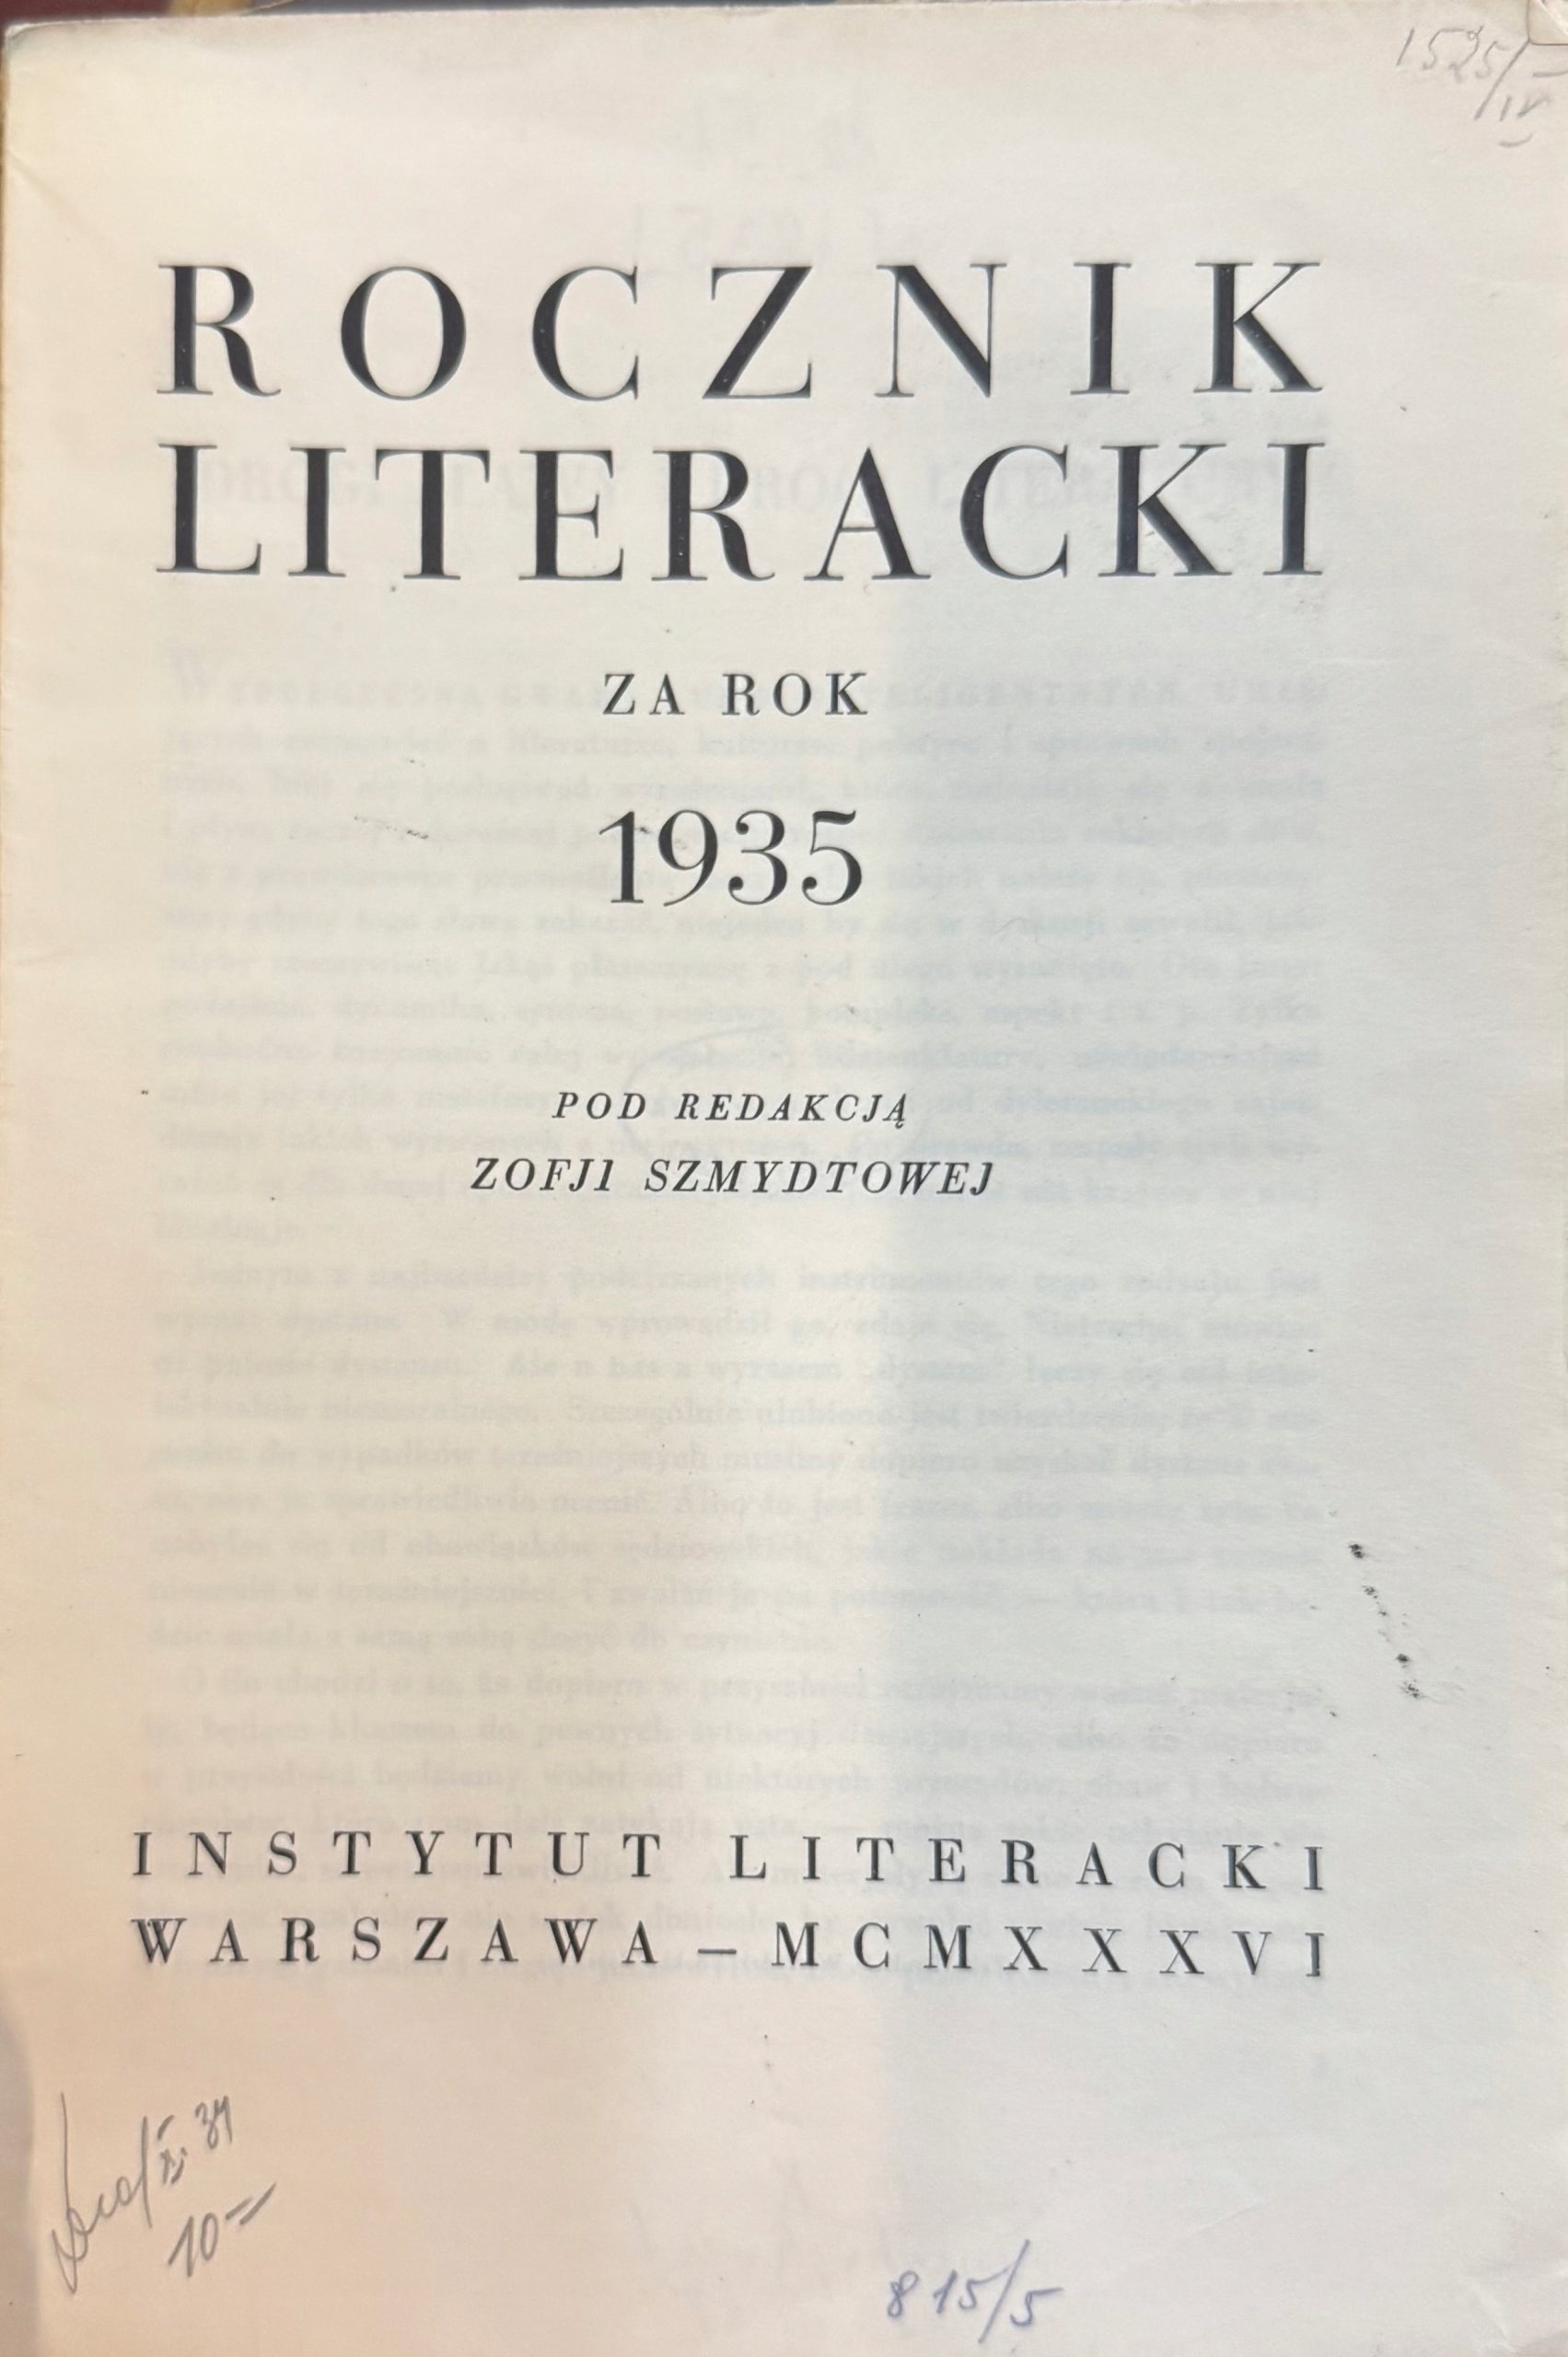 1525/IV
ROCZNIK
LITERACKI
ZA ROK
1935
POD REDAKCJĄ
ZOFJI SZMYDTOWEJ
INSTYTUT LITERACKI
WARSZAWA — MCMXXXVI
10=
815/5